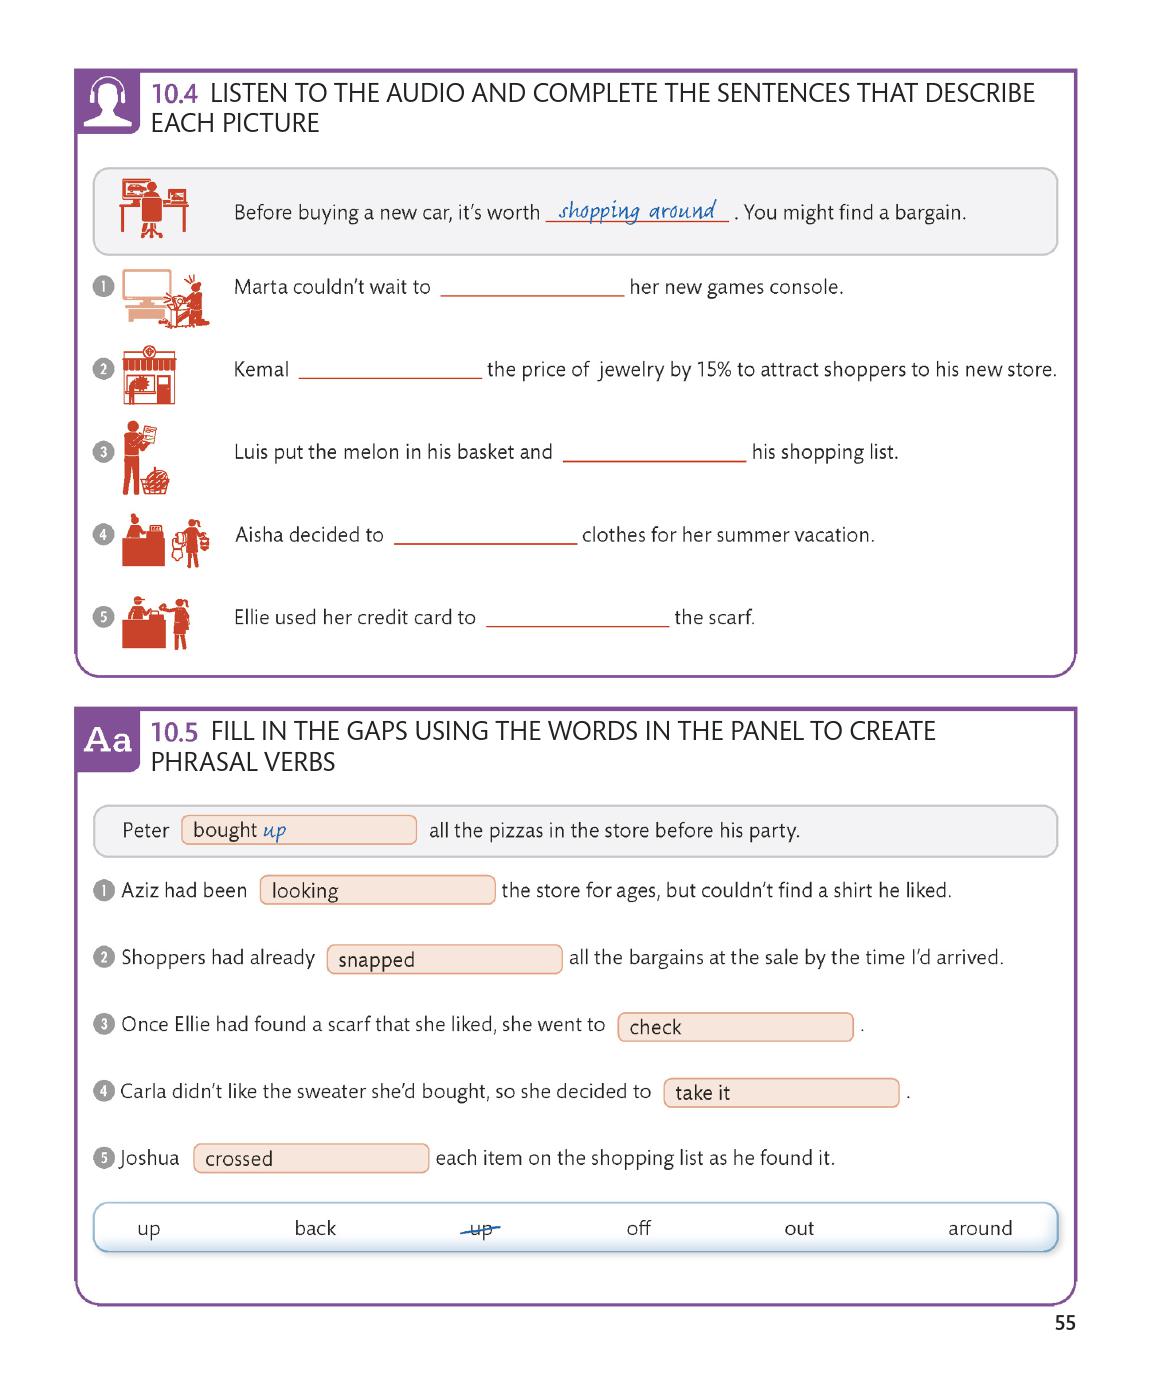 10.4 LISTEN TO THE AUDIO AND COMPLETE THE SENTENCES THAT DESCRIBE
EACH PICTURE
Before buying a new car, it's worth shopping around . You might find a bargain.
1 Marta couldn't wait to ____________ her new games console.
2 Kemal ____________ the price of jewelry by 15% to attract shoppers to his new store.
3 Luis put the melon in his basket and ____________ his shopping list.
4 Aisha decided to ____________ clothes for her summer vacation.
5 Ellie used her credit card to ____________ the scarf.
Aa 10.5 FILL IN THE GAPS USING THE WORDS IN THE PANEL TO CREATE
PHRASAL VERBS
Peter bought up all the pizzas in the store before his party.
1 Aziz had been looking the store for ages, but couldn't find a shirt he liked.
2 Shoppers had already snapped all the bargains at the sale by the time I'd arrived.
3 Once Ellie had found a scarf that she liked, she went to check .
4 Carla didn't like the sweater she'd bought, so she decided to take it .
5 Joshua crossed each item on the shopping list as he found it.
up back up off out around
55